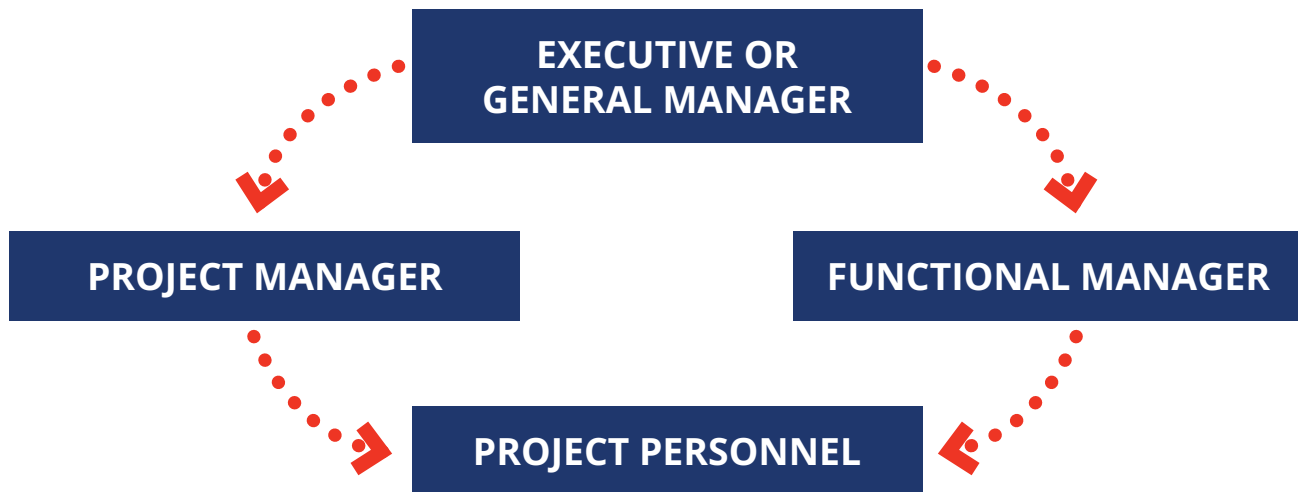 EXECUTIVE OR
GENERAL MANAGER
PROJECT MANAGER
FUNCTIONAL MANAGER
PROJECT PERSONNEL